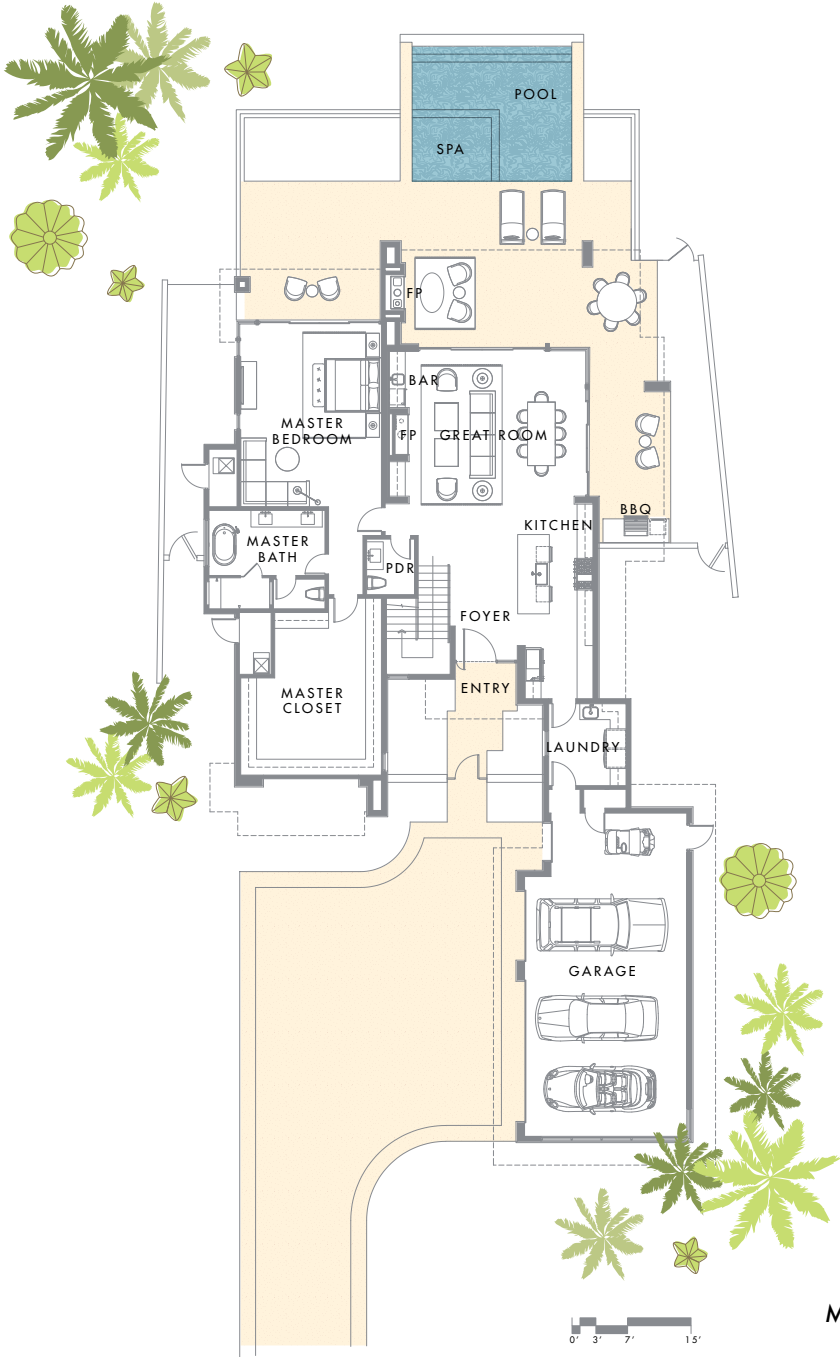 POOL
SPA
FP
BAR
MASTER
BEDROOM
FP
GREAT ROOM
BBQ
KITCHEN
MASTER
BATH
PDR
FOYER
ENTRY
MASTER
CLOSET
LAUNDRY
GARAGE
M
0' 3' 7' 15'